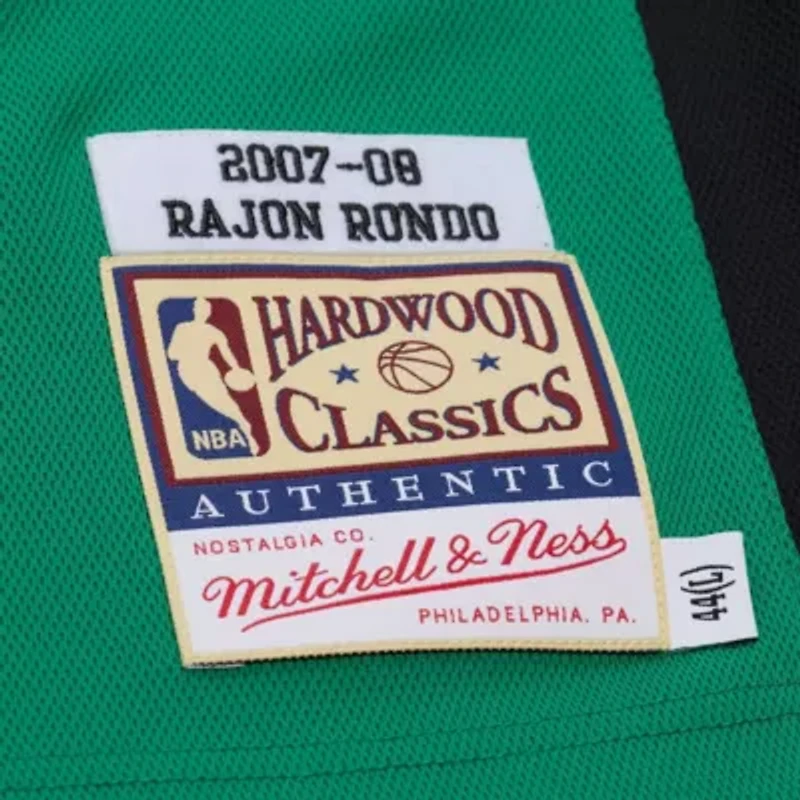 2007-08
RAJON RONDO
HARDWOOD
CLASSICS
NBA
AUTHENTIC
NOSTALGIA CO.
Mitchell & Ness
PHILADELPHIA, PA.
44(L)